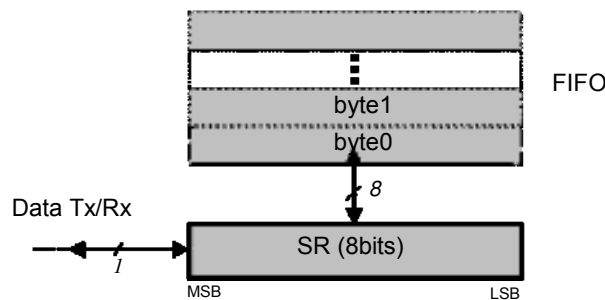 FIFO
byte1
byte0
8
Data Tx/Rx
1
SR (8bits)
MSB
LSB